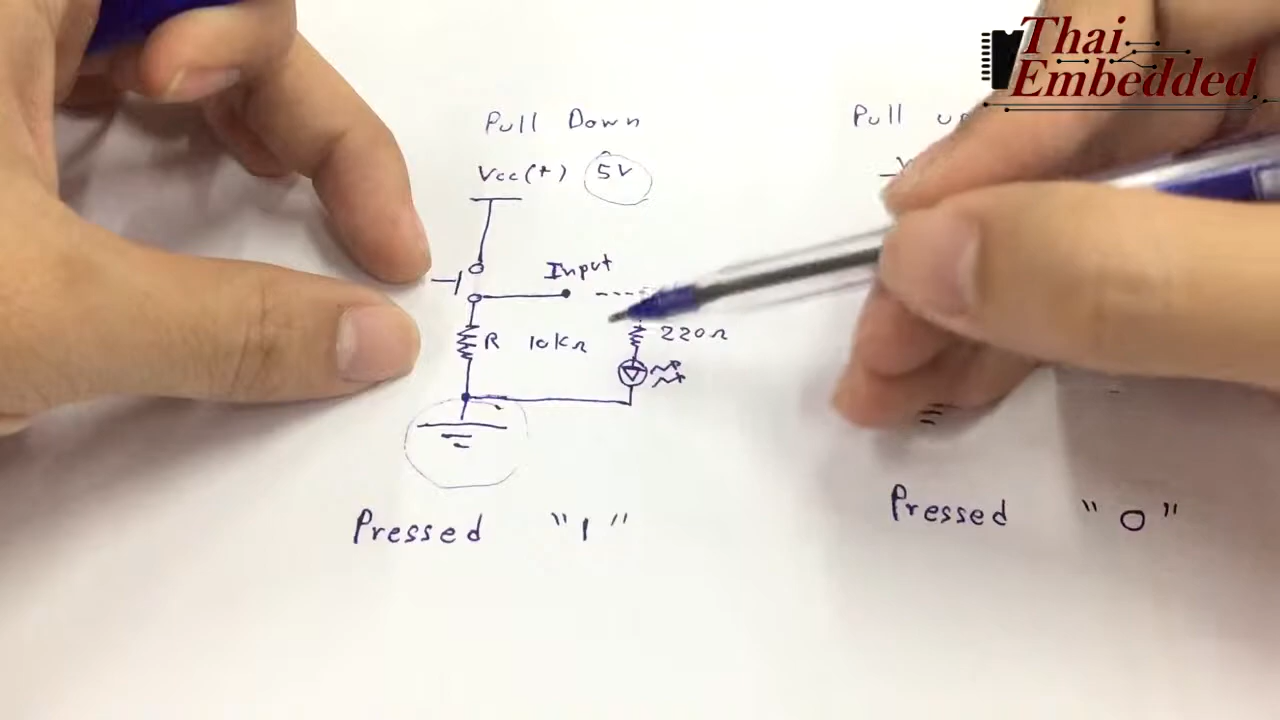 Thai
Embedded
Pull Down
Vcc(+) 5V
Input
R 10kΩ
220Ω
Pressed "1"
Pull
Pressed "0"